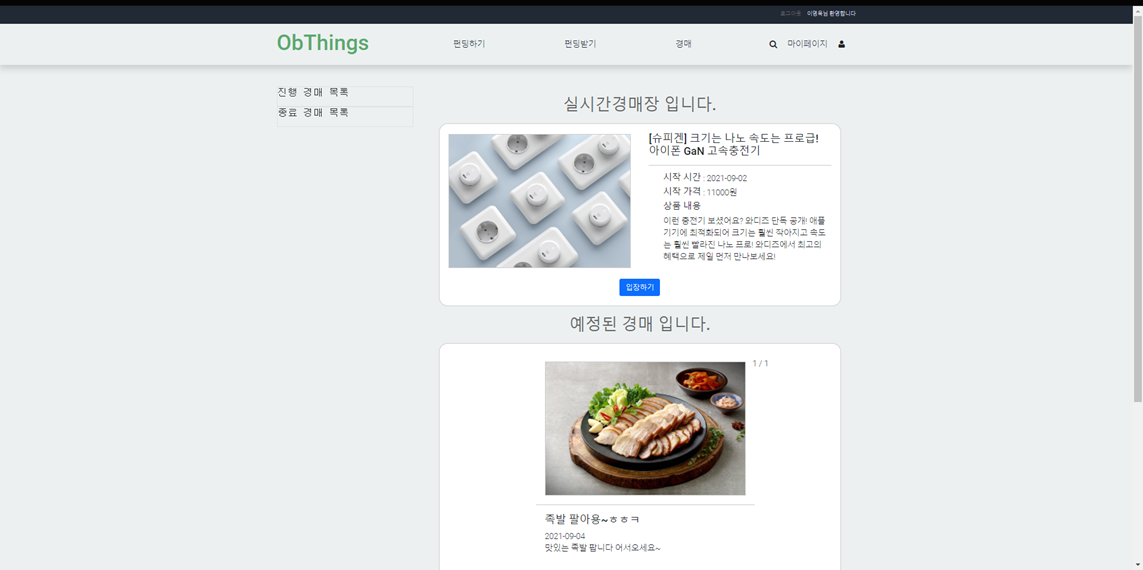 로그아웃 이영욱님 환영합니다
ObThings 펀딩하기 펀딩받기 경매 마이페이지
진행 경매 목록
종료 경매 목록
실시간경매장 입니다.
[슈피겐] 크기는 나노 속도는 프로급!
아이폰 GaN 고속충전기
시작 시간 : 2021-09-02
시작 가격 : 11000원
상품 내용
이런 충전기 보셨어요? 와디즈 단독 공개! 애플
기기에 최적화되어 크기는 훨씬 작아지고 속도
는 훨씬 빨라진 나노 프로! 와디즈에서 최고의
혜택으로 제일 먼저 만나보세요!
입장하기
예정된 경매 입니다.
1 / 1
족발 팔아용~ㅎㅎㅋ
2021-09-04
맛있는 족발 팝니다 어서오세요~